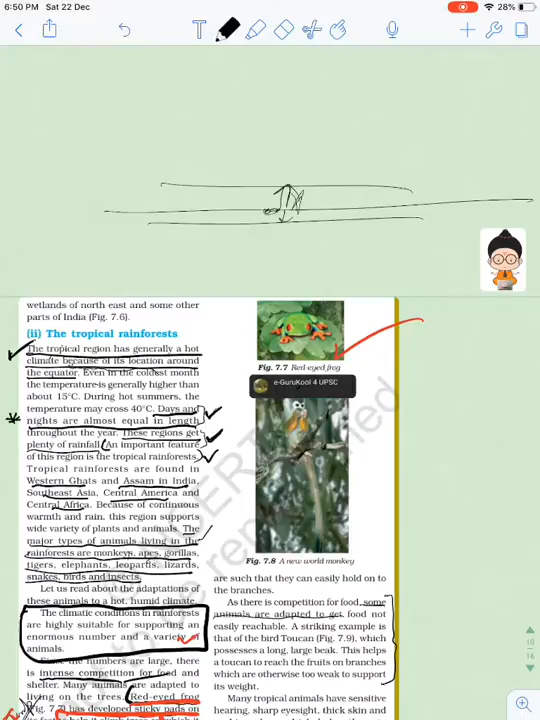 6:50 PM Sat 22 Dec
28%
wetlands of north east and some other
parts of India (Fig. 7.6).
(ii) The tropical rainforests
The tropical region has generally a hot
climate because of its location around
the equator. Even in the coldest month
the temperature is generally higher than
about 15°C. During hot summers, the
temperature may cross 40°C. Days and
nights are almost equal in length
throughout the year. These regions get
plenty of rainfall. An important feature
of this region is the tropical rainforests.
Tropical rainforests are found in
Western Ghats and Assam in India,
Southeast Asia, Central America and
Central Africa. Because of continuous
warmth and rain, this region supports
wide variety of plants and animals. The
major types of animals living in the
rainforests are monkeys, apes, gorillas,
tigers, elephants, leopards, lizards,
snakes, birds and insects.
Let us read about the adaptations of
these animals to a hot, humid climate.
The climatic conditions in rainforests
are highly suitable for supporting an
enormous number and a variety of
animals.
Since the numbers are large, there
is intense competition for food and
shelter. Many animals are adapted to
living on the trees. Red-eyed frog
(Fig. 7.7) has developed sticky pads on
its feet to help it climb trees on which it
Fig. 7.7 Red-eyed frog
e-GuruKool 4 UPSC
Fig. 7.8 A new world monkey
are such that they can easily hold on to
the branches.
As there is competition for food, some
animals are adapted to get food not
easily reachable. A striking example is
that of the bird Toucan (Fig. 7.9), which
possesses a long, large beak. This helps
a toucan to reach the fruits on branches
which are otherwise too weak to support
its weight.
Many tropical animals have sensitive
hearing, sharp eyesight, thick skin and
10
14